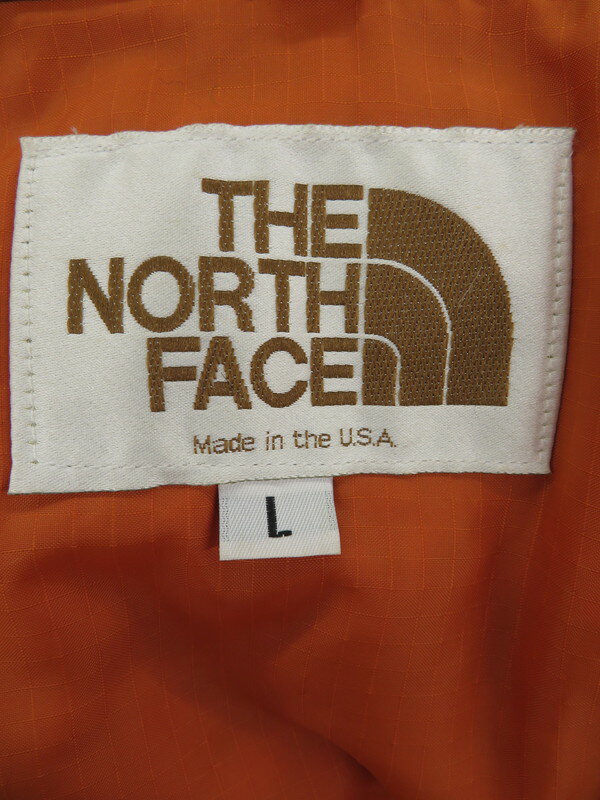 THE
NORTH
FACE
Made in the U.S.A.
L